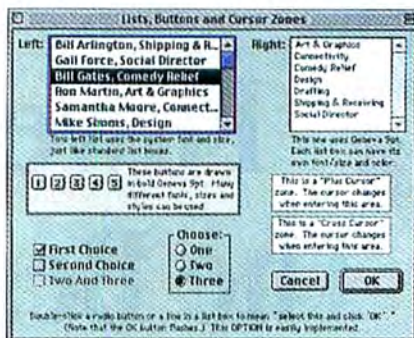 Lists, Buttons and Cursor Zones
Left:
Bill Arlington, Shipping & R...
Gail Force, Social Director
Bill Gates, Comedy Relief
Ron Martin, Art & Graphics
Samantha Magre, Connect...
Mike Simms, Design
This left list uses the system font and size,
just like standard list boxes.
Right:
Art & Graphics
Connectivity
Comedy Relief
Design
Drafting
Shipping & Receiving
Social Director
This one uses Geneva 9pt.
Each list box can have its
own font/size and color.
1 2 3 4 5
These buttons are drawn
in bold Geneva 9pt. Many
different fonts, sizes and
styles can be used.
This is a "Plus Cursor"
zone. The cursor changes
when entering this area.
This is a "Cross Cursor"
zone. The cursor changes
when entering this area.
First Choice
Second Choice
Two And Three
Choose:
One
Two
Three
Cancel
OK
Double-click a radio button or a line in a list box to mean "select this and click 'OK'."
(Note that the OK button flashes.) This OPTION is easily implemented.